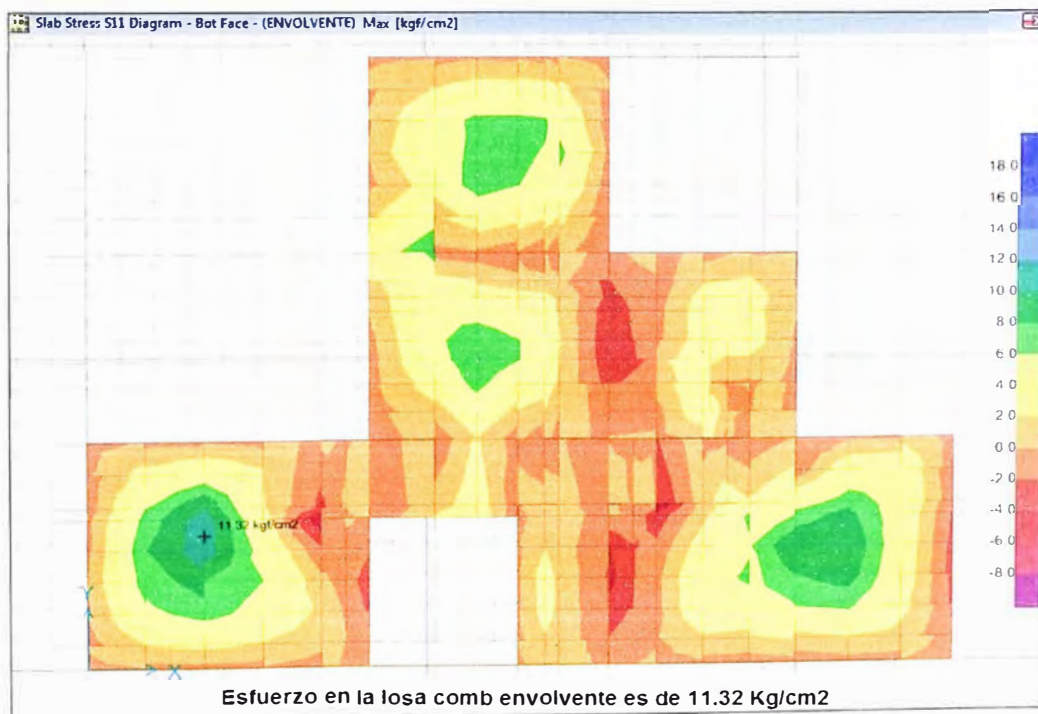 Slab Stress S11 Diagram - Bot Face - (ENVOLVENTE) Max [kgf/cm2]
18.0
16.0
14.0
12.0
10.0
8.0
6.0
4.0
2.0
0.0
-2.0
-4.0
-6.0
-8.0
11.32 kgf/cm2
Y
X
Esfuerzo en la losa comb envolvente es de 11.32 Kg/cm2